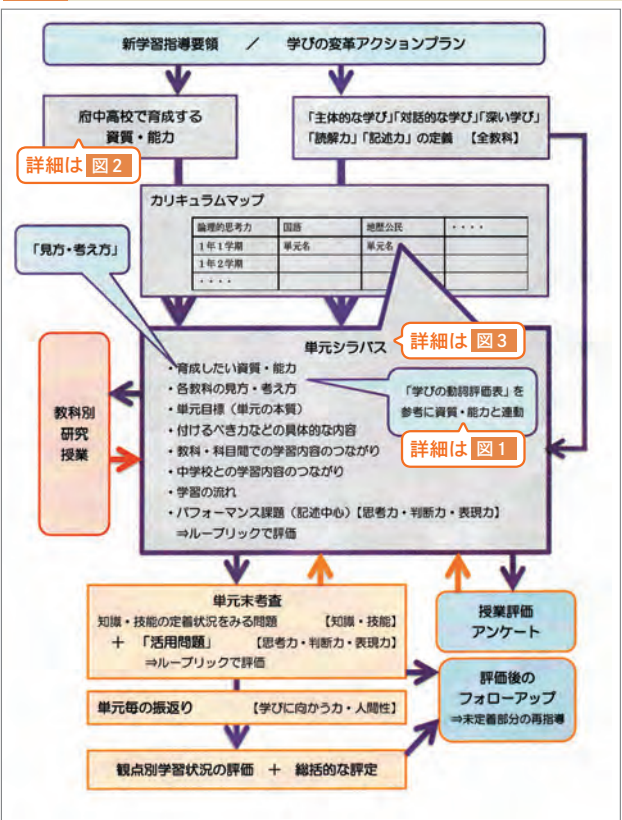 新学習指導要領 / 学びの変革アクションプラン
府中高校で育成する
資質・能力
詳細は 図2
「主体的な学び」「対話的な学び」「深い学び」
「読解力」「記述力」の定義 【全教科】
カリキュラムマップ
論理的思考力 国語 地歴公民 ・・・・
1年1学期 単元名 単元名
1年2学期
・・・・
「見方・考え方」
単元シラバス
詳細は 図3
・育成したい資質・能力
・各教科の見方・考え方
・単元目標（単元の本質）
・付けるべき力などの具体的な内容
・教科・科目間での学習内容のつながり
・中学校との学習内容のつながり
・学習の流れ
・パフォーマンス課題（記述中心）【思考力・判断力・表現力】
⇒ルーブリックで評価
「学びの動詞評価表」を
参考に資質・能力と連動
詳細は 図1
教科別
研究
授業
単元末考査
知識・技能の定着状況をみる問題 【知識・技能】
+ 「活用問題」 【思考力・判断力・表現力】
⇒ルーブリックで評価
単元毎の振返り 【学びに向かう力・人間性】
観点別学習状況の評価 + 総括的な評定
授業評価
アンケート
評価後の
フォローアップ
⇒未定着部分の再指導